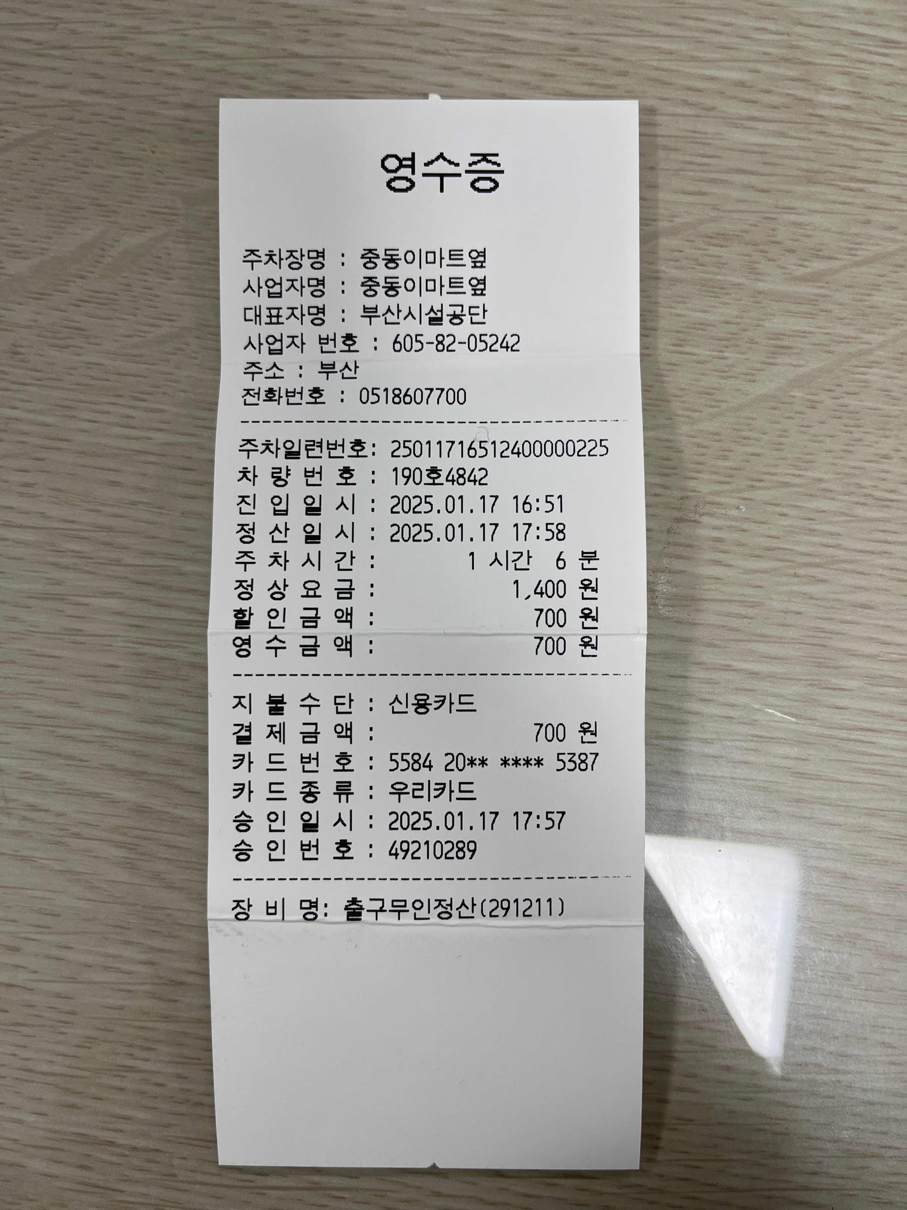 영수증
주차장명 : 중동이마트옆
사업자명 : 중동이마트옆
대표자명 : 부산시설공단
사업자 번호 : 605-82-05242
주소 : 부산
전화번호 : 0518607700
주차일련번호: 25011716512400000225
차 량 번 호 : 190호4842
진 입 일 시 : 2025.01.17 16:51
정 산 일 시 : 2025.01.17 17:58
주 차 시 간 : 1 시간 6 분
정 상 요 금 : 1,400 원
할 인 금 액 : 700 원
영 수 금 액 : 700 원
지 불 수 단 : 신용카드
결 제 금 액 : 700 원
카 드 번 호 : 5584 20** **** 5387
카 드 종 류 : 우리카드
승 인 일 시 : 2025.01.17 17:57
승 인 번 호 : 49210289
장 비 명: 출구무인정산(291211)